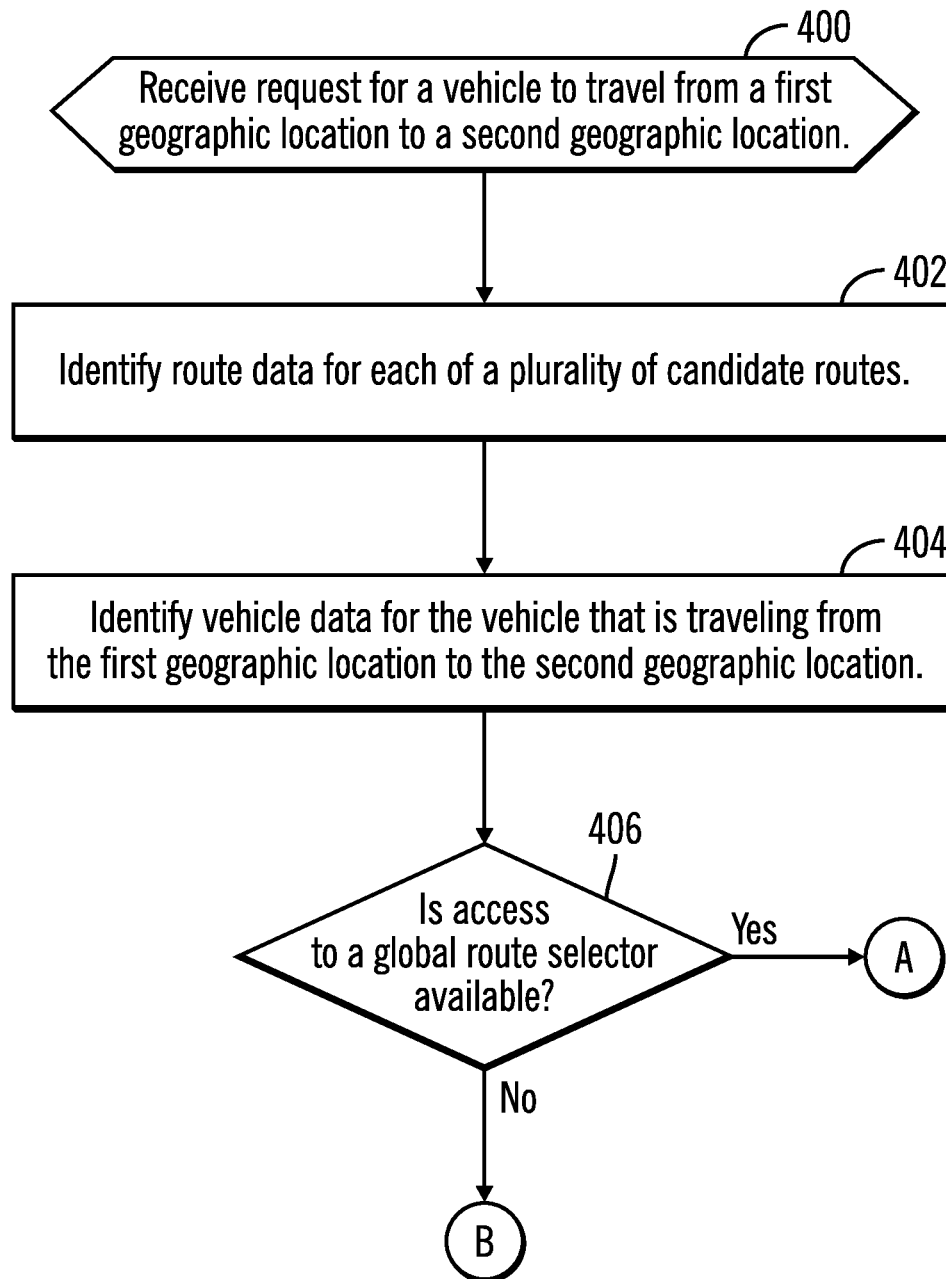 400
Receive request for a vehicle to travel from a first
geographic location to a second geographic location.
402
Identify route data for each of a plurality of candidate routes.
404
Identify vehicle data for the vehicle that is traveling from
the first geographic location to the second geographic location.
406
Is access
to a global route selector
available?
Yes
A
No
B